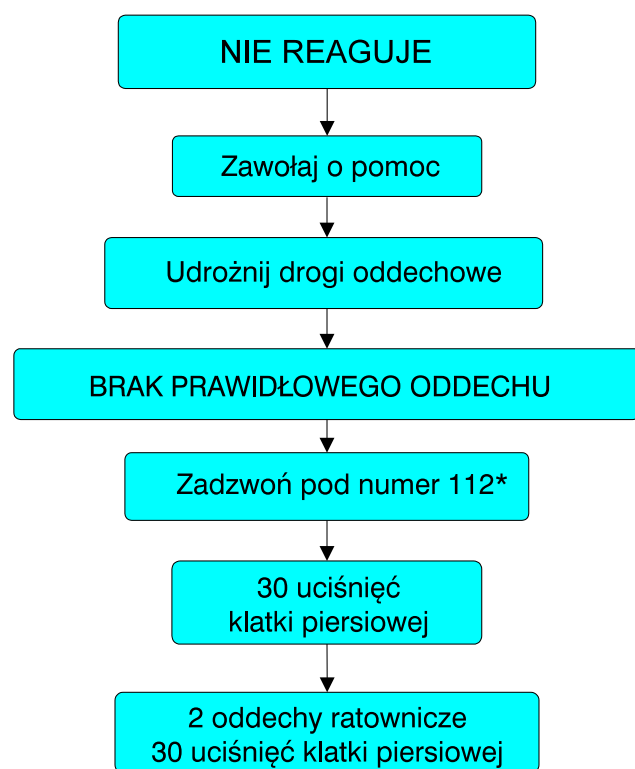 NIE REAGUJE
Zawołaj o pomoc
Udrożnij drogi oddechowe
BRAK PRAWIDŁOWEGO ODDECHU
Zadzwoń pod numer 112*
30 uciśnięć
klatki piersiowej
2 oddechy ratownicze
30 uciśnięć klatki piersiowej